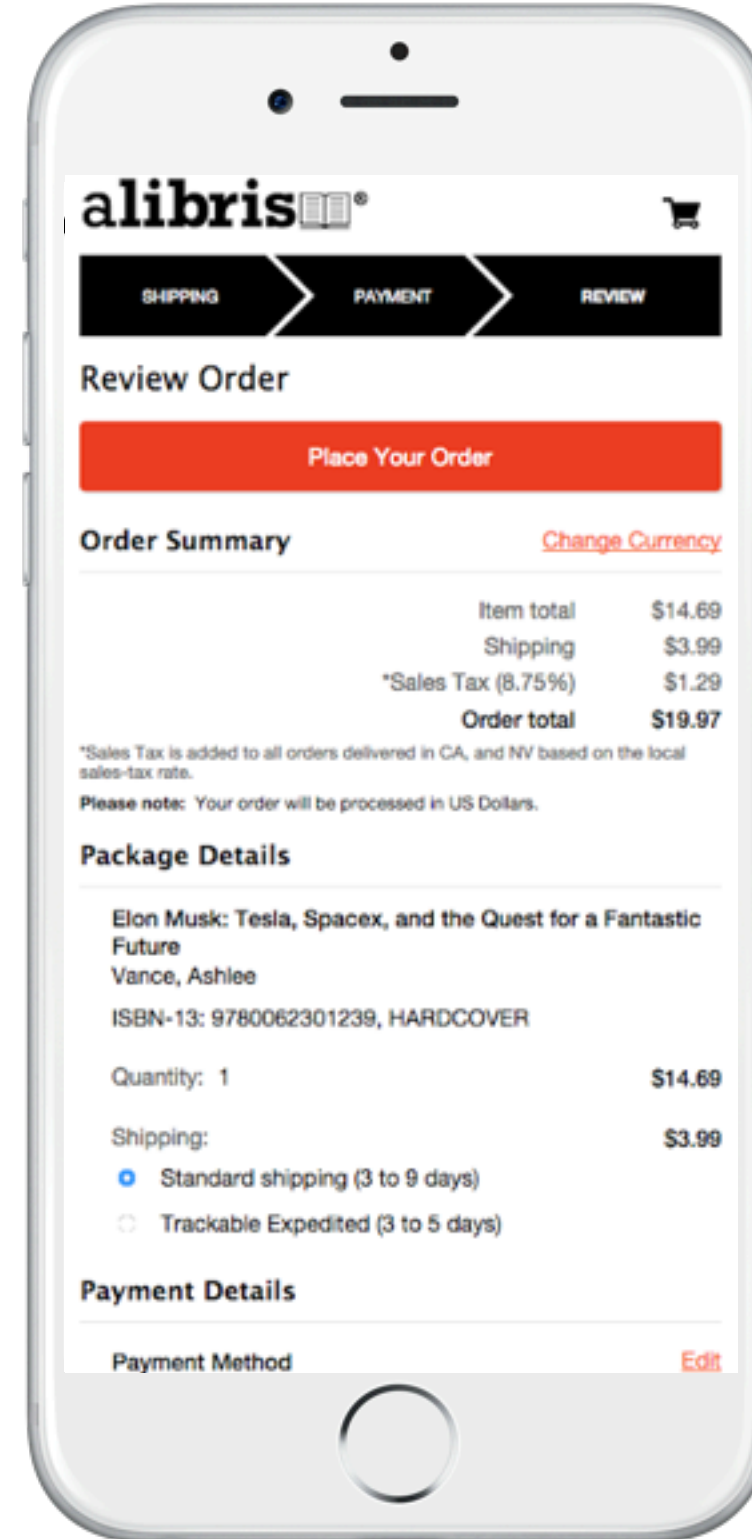 alibris®
SHIPPING
PAYMENT
REVIEW
Review Order
Place Your Order
Order Summary
Change Currency
Item total $14.69
Shipping $3.99
*Sales Tax (8.75%) $1.29
Order total $19.97
*Sales Tax is added to all orders delivered in CA, and NV based on the local
sales-tax rate.
Please note: Your order will be processed in US Dollars.
Package Details
Elon Musk: Tesla, Spacex, and the Quest for a Fantastic
Future
Vance, Ashlee
ISBN-13: 9780062301239, HARDCOVER
Quantity: 1 $14.69
Shipping: $3.99
Standard shipping (3 to 9 days)
Trackable Expedited (3 to 5 days)
Payment Details
Payment Method Edit